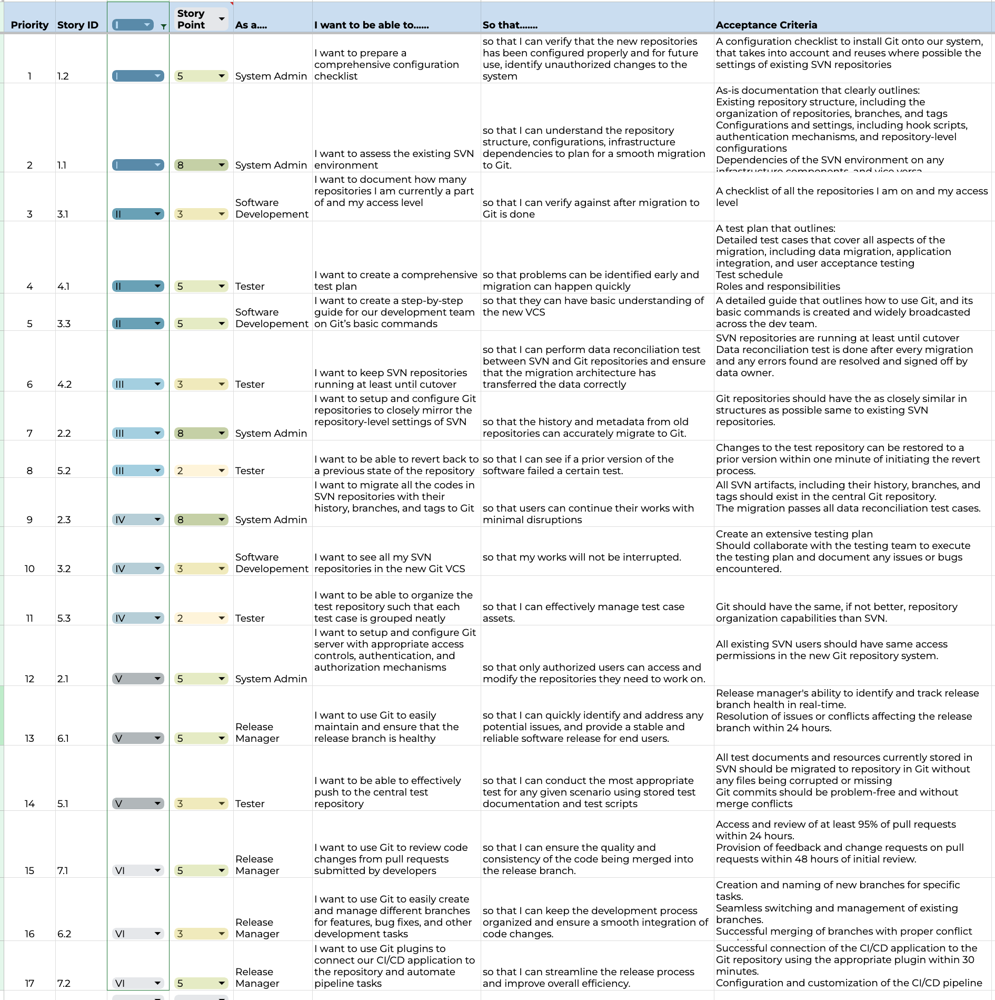 Priority
Story ID
I
Story
Point
As a....
I want to be able to......
So that.......
Acceptance Criteria
1
1.2
I
5
System Admin
I want to prepare a
comprehensive configuration
checklist
so that I can verify that the new repositories
has been configured properly and for future
use, identify unauthorized changes to the
system
A configuration checklist to install Git onto our system,
that takes into account and reuses where possible the
settings of existing SVN repositories
2
1.1
I
8
System Admin
I want to assess the existing SVN
environment
so that I can understand the repository
structure, configurations, infrastructure
dependencies to plan for a smooth migration
to Git.
As-is documentation that clearly outlines:
Existing repository structure, including the
organization of repositories, branches, and tags
Configurations and settings, including hook scripts,
authentication mechanisms, and repository-level
configurations
Dependencies of the SVN environment on any
infrastructure components, and vice versa
3
3.1
II
3
Software
Developement
I want to document how many
repositories I am currently a part
of and my access level
so that I can verify against after migration to
Git is done
A checklist of all the repositories I am on and my access
level
4
4.1
II
5
Tester
I want to create a comprehensive
test plan
so that problems can be identified early and
migration can happen quickly
A test plan that outlines:
Detailed test cases that cover all aspects of the
migration, including data migration, application
integration, and user acceptance testing
Test schedule
Roles and responsibilities
5
3.3
II
5
Software
Developement
I want to create a step-by-step
guide for our development team
on Git’s basic commands
so that they can have basic understanding of
the new VCS
A detailed guide that outlines how to use Git, and its
basic commands is created and widely broadcasted
across the dev team.
6
4.2
III
3
Tester
I want to keep SVN repositories
running at least until cutover
so that I can perform data reconciliation test
between SVN and Git repositories and ensure
that the migration architecture has
transferred the data correctly
SVN repositories are running at least until cutover
Data reconciliation test is done after every migration
and any errors found are resolved and signed off by
data owner.
7
2.2
III
8
System Admin
I want to setup and configure Git
repositories to closely mirror the
repository-level settings of SVN
so that the history and metadata from old
repositories can accurately migrate to Git.
Git repositories should have the as closely similar in
structures as possible same to existing SVN
repositories.
8
5.2
III
2
Tester
I want to be able to revert back to
a previous state of the repository
so that I can see if a prior version of the
software failed a certain test.
Changes to the test repository can be restored to a
prior version within one minute of initiating the revert
process.
9
2.3
IV
8
System Admin
I want to migrate all the codes in
SVN repositories with their
history, branches, and tags to Git
so that users can continue their works with
minimal disruptions
All SVN artifacts, including their history, branches, and
tags should exist in the central Git repository.
The migration passes all data reconciliation test cases.
10
3.2
IV
3
Software
Developement
I want to see all my SVN
repositories in the new Git VCS
so that my works will not be interrupted.
Create an extensive testing plan
Should collaborate with the testing team to execute
the testing plan and document any issues or bugs
encountered.
11
5.3
IV
2
Tester
I want to be able to organize the
test repository such that each
test case is grouped neatly
so that I can effectively manage test case
assets.
Git should have the same, if not better, repository
organization capabilities than SVN.
12
2.1
V
5
System Admin
I want to setup and configure Git
server with appropriate access
controls, authentication, and
authorization mechanisms
so that only authorized users can access and
modify the repositories they need to work on.
All existing SVN users should have same access
permissions in the new Git repository system.
13
6.1
V
5
Release
Manager
I want to use Git to easily
maintain and ensure that the
release branch is healthy
so that I can quickly identify and address any
potential issues, and provide a stable and
reliable software release for end users.
Release manager's ability to identify and track release
branch health in real-time.
Resolution of issues or conflicts affecting the release
branch within 24 hours.
14
5.1
V
3
Tester
I want to be able to effectively
push to the central test
repository
so that I can conduct the most appropriate
test for any given scenario using stored test
documentation and test scripts
All test documents and resources currently stored in
SVN should be migrated to repository in Git without
any files being corrupted or missing
Git commits should be problem-free and without
merge conflicts
15
7.1
VI
5
Release
Manager
I want to use Git to review code
changes from pull requests
submitted by developers
so that I can ensure the quality and
consistency of the code being merged into
the release branch.
Access and review of at least 95% of pull requests
within 24 hours.
Provision of feedback and change requests on pull
requests within 48 hours of initial review.
16
6.2
VI
3
Release
Manager
I want to use Git to easily create
and manage different branches
for features, bug fixes, and other
development tasks
so that I can keep the development process
organized and ensure a smooth integration of
code changes.
Creation and naming of new branches for specific
tasks.
Seamless switching and management of existing
branches.
Successful merging of branches with proper conflict
17
7.2
VI
5
Release
Manager
I want to use Git plugins to
connect our CI/CD application to
the repository and automate
pipeline tasks
so that I can streamline the release process
and improve overall efficiency.
Successful connection of the CI/CD application to the
Git repository using the appropriate plugin within 30
minutes.
Configuration and customization of the CI/CD pipeline